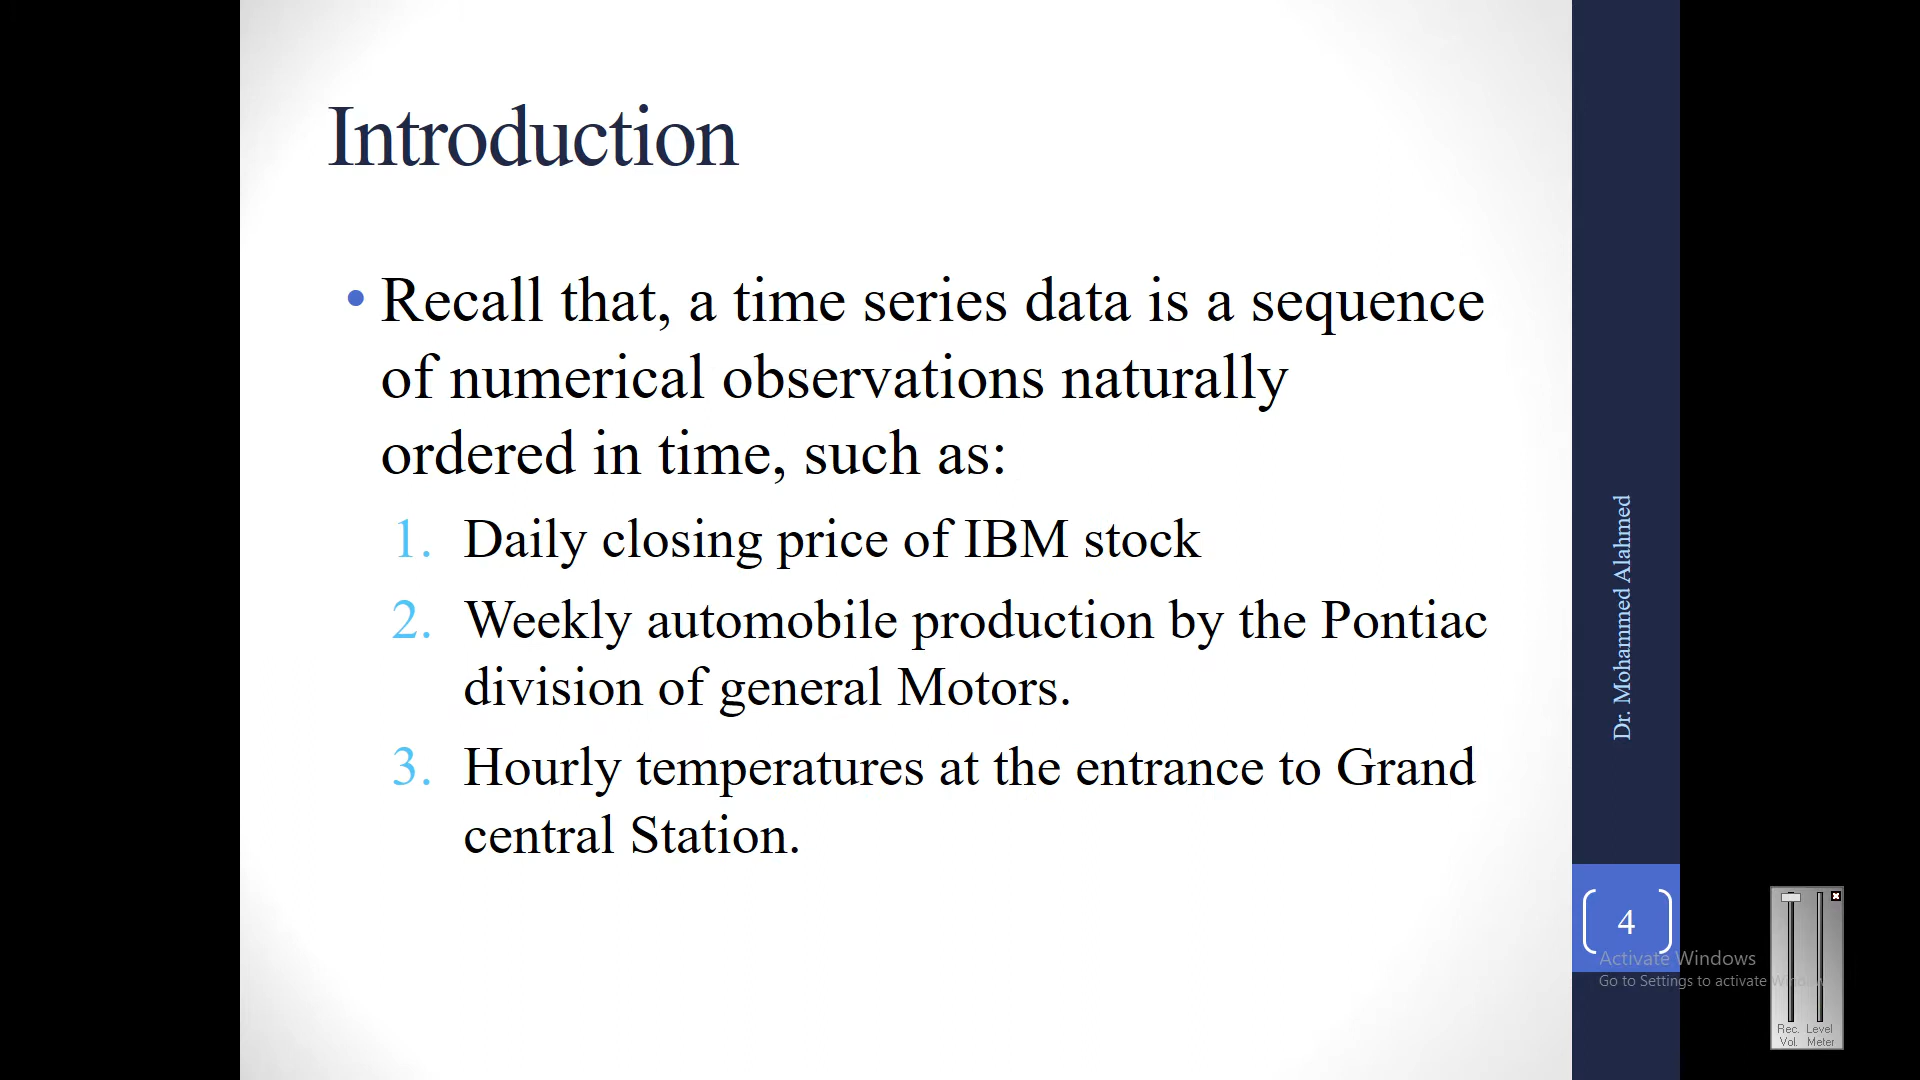 Introduction
• Recall that, a time series data is a sequence
of numerical observations naturally
ordered in time, such as:
1. Daily closing price of IBM stock
2. Weekly automobile production by the Pontiac
division of general Motors.
3. Hourly temperatures at the entrance to Grand
central Station.
Dr. Mohammed Alahmed
4
Activate Windows
Go to Settings to activate Windows.
Rec. Level
Vol. Meter